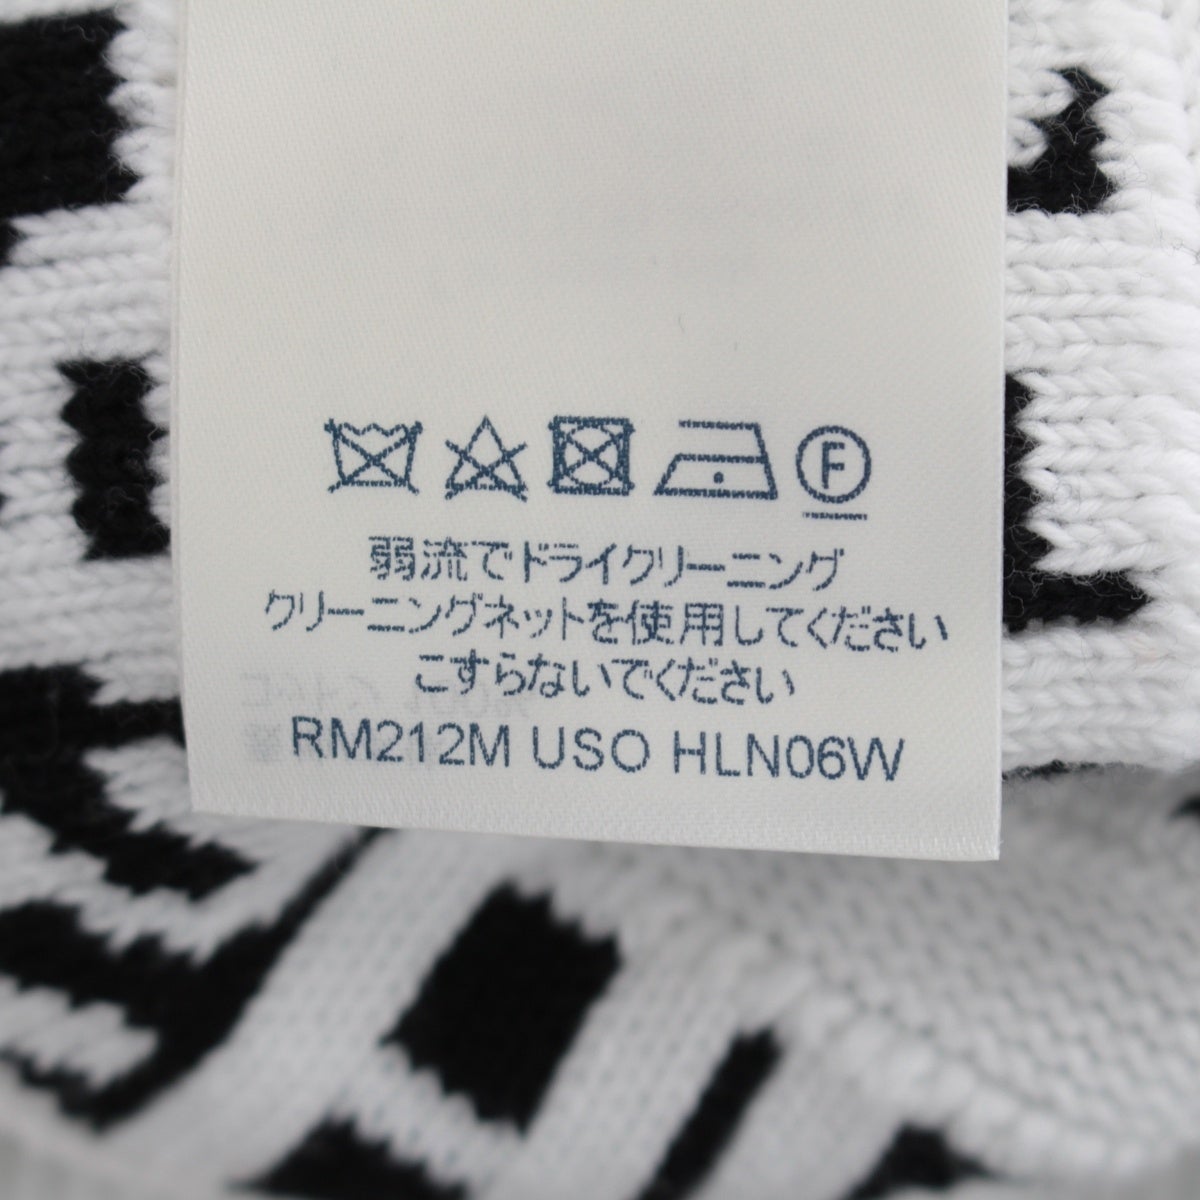 F
弱流でドライクリーニング
クリーニングネットを使用してください
こすらないでください
RM212M USO HLN06W